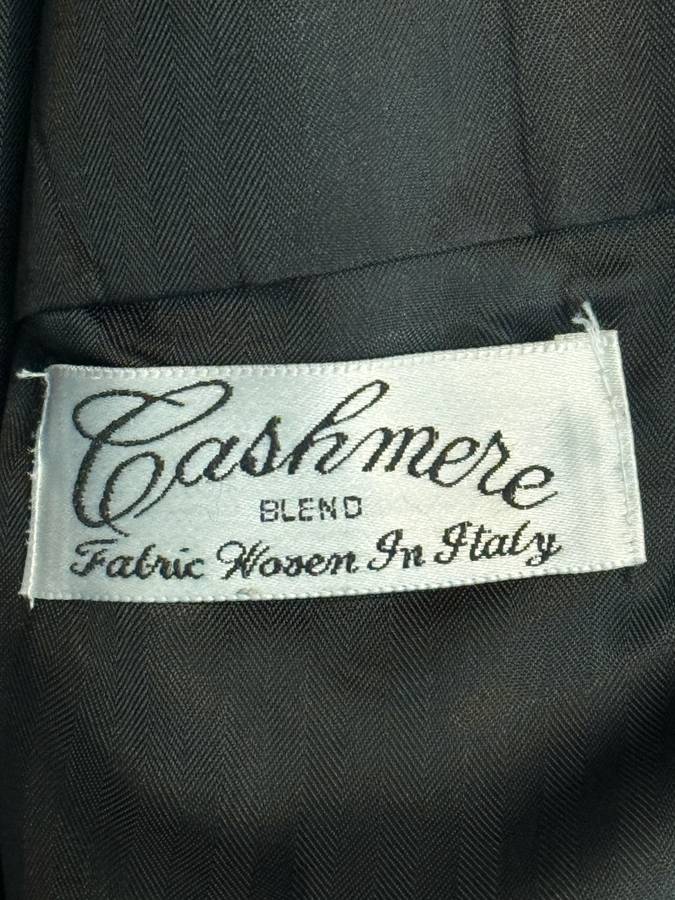 Cashmere
BLEND
Fabric Woven In Italy